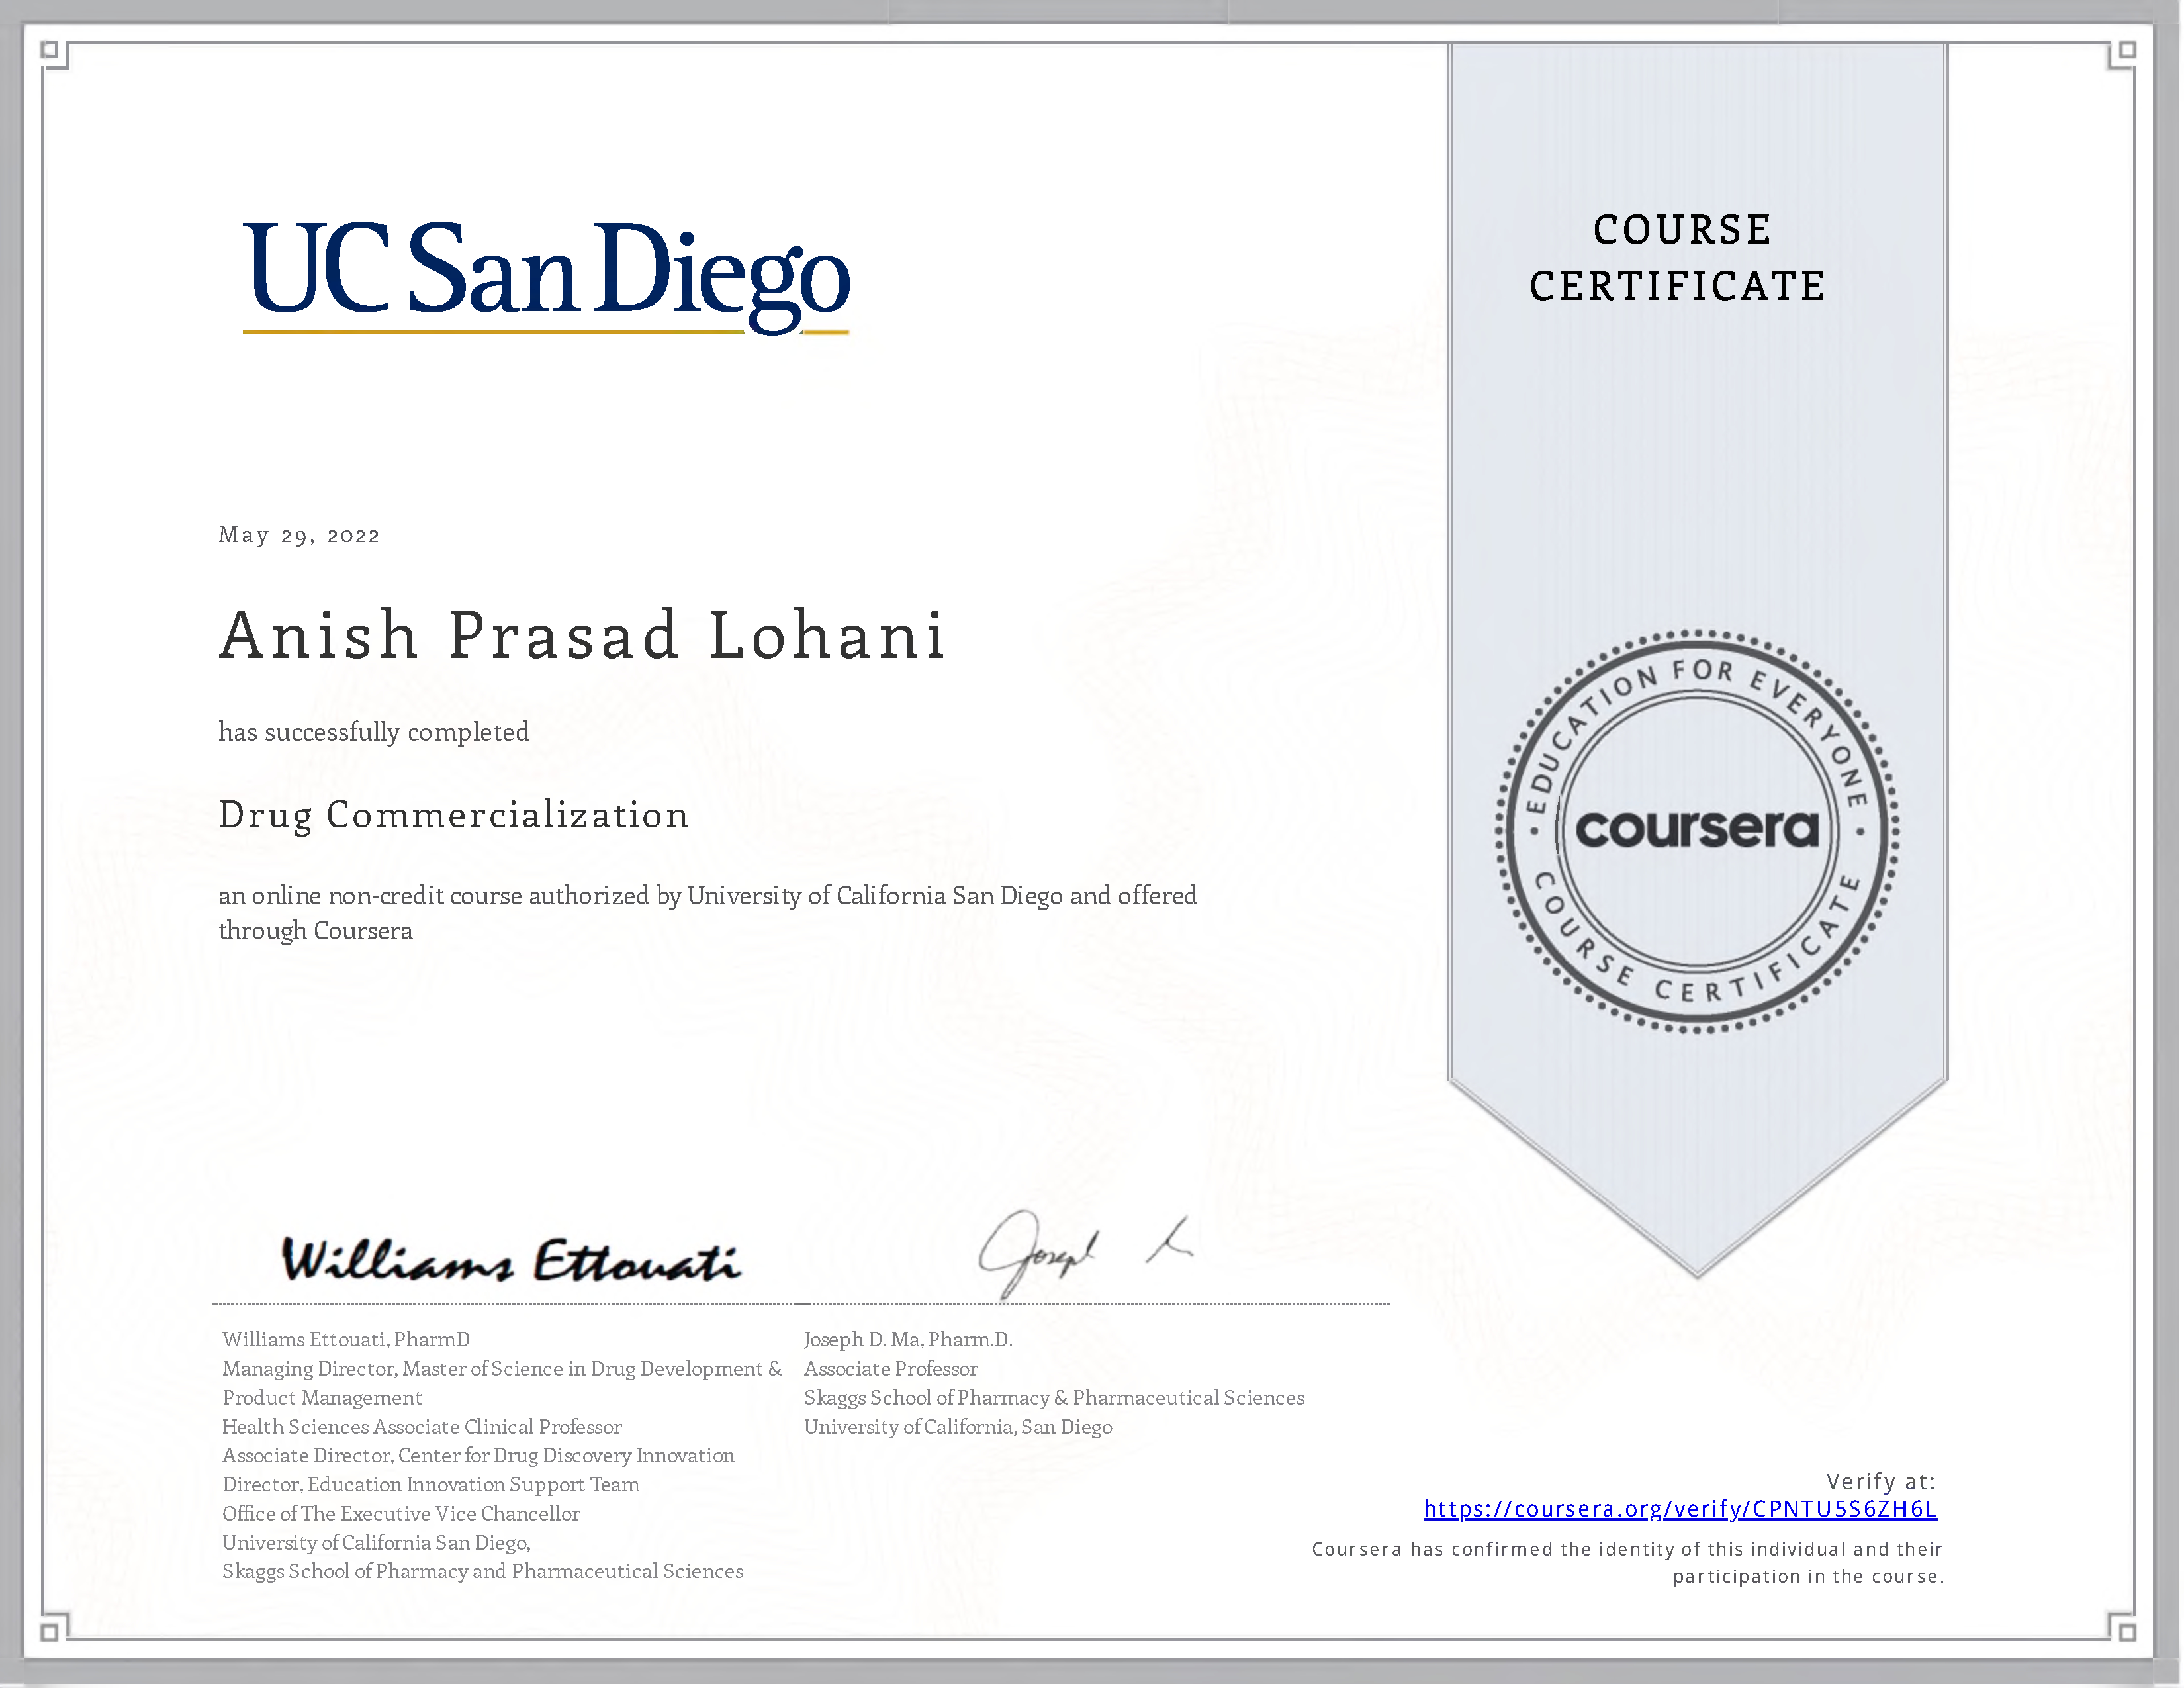 UC San Diego
COURSE
CERTIFICATE
May 29, 2022
Anish Prasad Lohani
has successfully completed
Drug Commercialization
an online non-credit course authorized by University of California San Diego and offered
through Coursera
EDUCATION FOR EVERYONE
coursera
COURSE CERTIFICATE
Williams Ettouati
Joseph
Williams Ettouati, PharmD
Managing Director, Master of Science in Drug Development &
Product Management
Health Sciences Associate Clinical Professor
Associate Director, Center for Drug Discovery Innovation
Director, Education Innovation Support Team
Office of The Executive Vice Chancellor
University of California San Diego,
Skaggs School of Pharmacy and Pharmaceutical Sciences
Joseph D. Ma, Pharm.D.
Associate Professor
Skaggs School of Pharmacy & Pharmaceutical Sciences
University of California, San Diego
Verify at:
https://coursera.org/verify/CPNTU5S6ZH6L
Coursera has confirmed the identity of this individual and their
participation in the course.